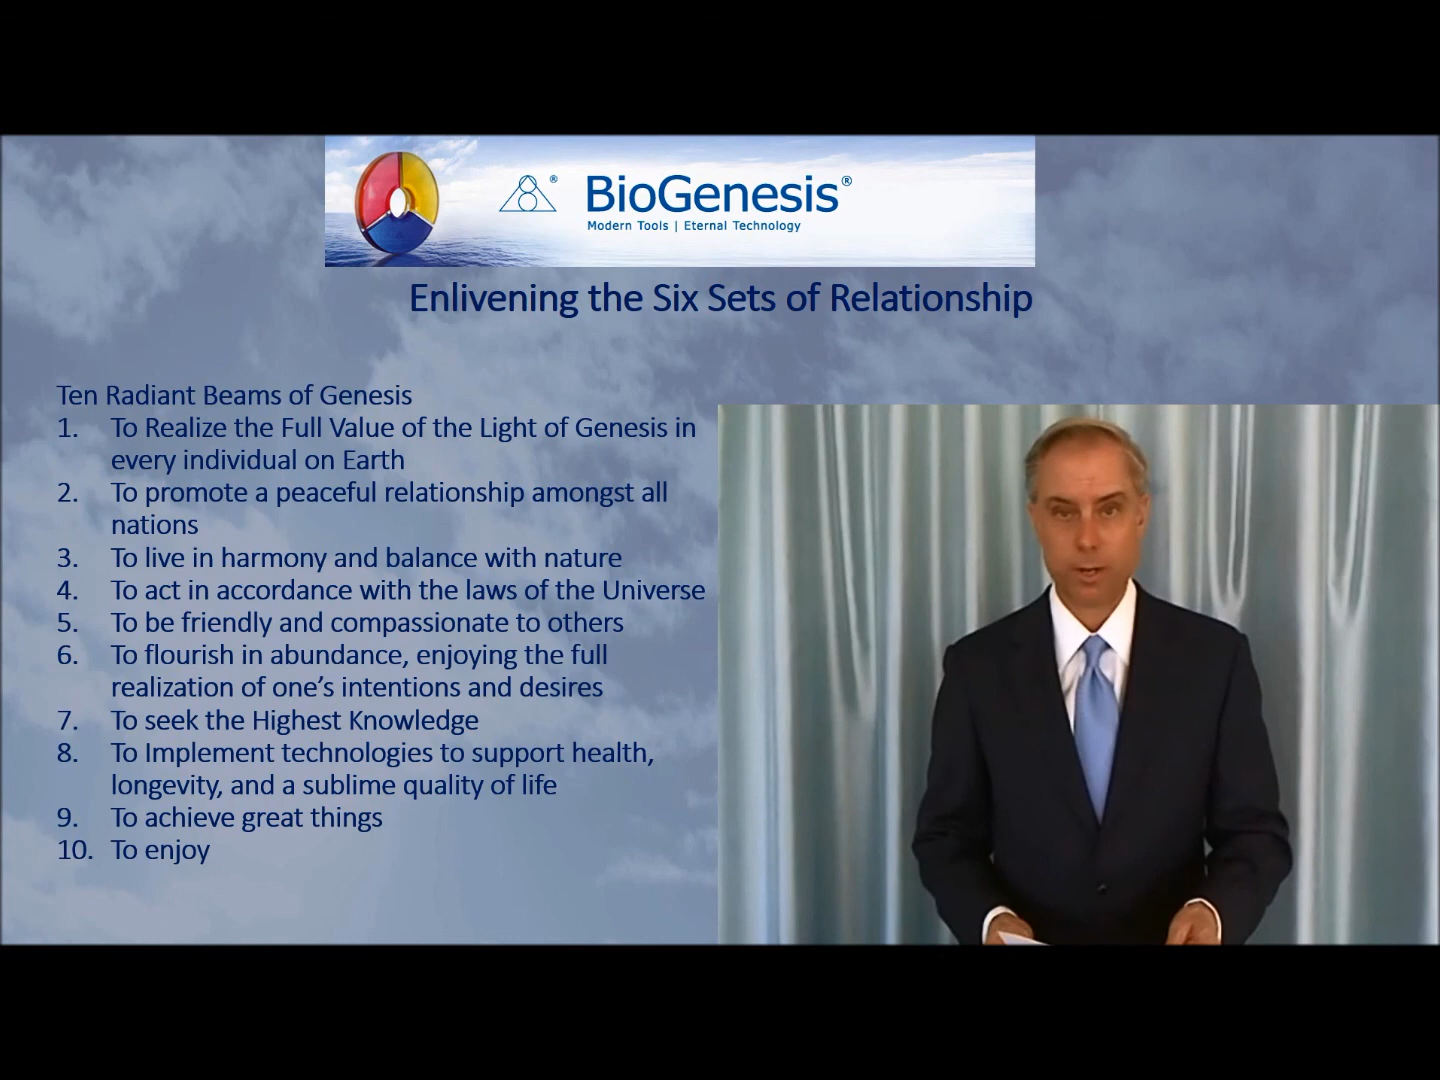 BioGenesis®
®
Modern Tools | Eternal Technology
Enlivening the Six Sets of Relationship
Ten Radiant Beams of Genesis
1. To Realize the Full Value of the Light of Genesis in
every individual on Earth
2. To promote a peaceful relationship amongst all
nations
3. To live in harmony and balance with nature
4. To act in accordance with the laws of the Universe
5. To be friendly and compassionate to others
6. To flourish in abundance, enjoying the full
realization of one’s intentions and desires
7. To seek the Highest Knowledge
8. To Implement technologies to support health,
longevity, and a sublime quality of life
9. To achieve great things
10. To enjoy